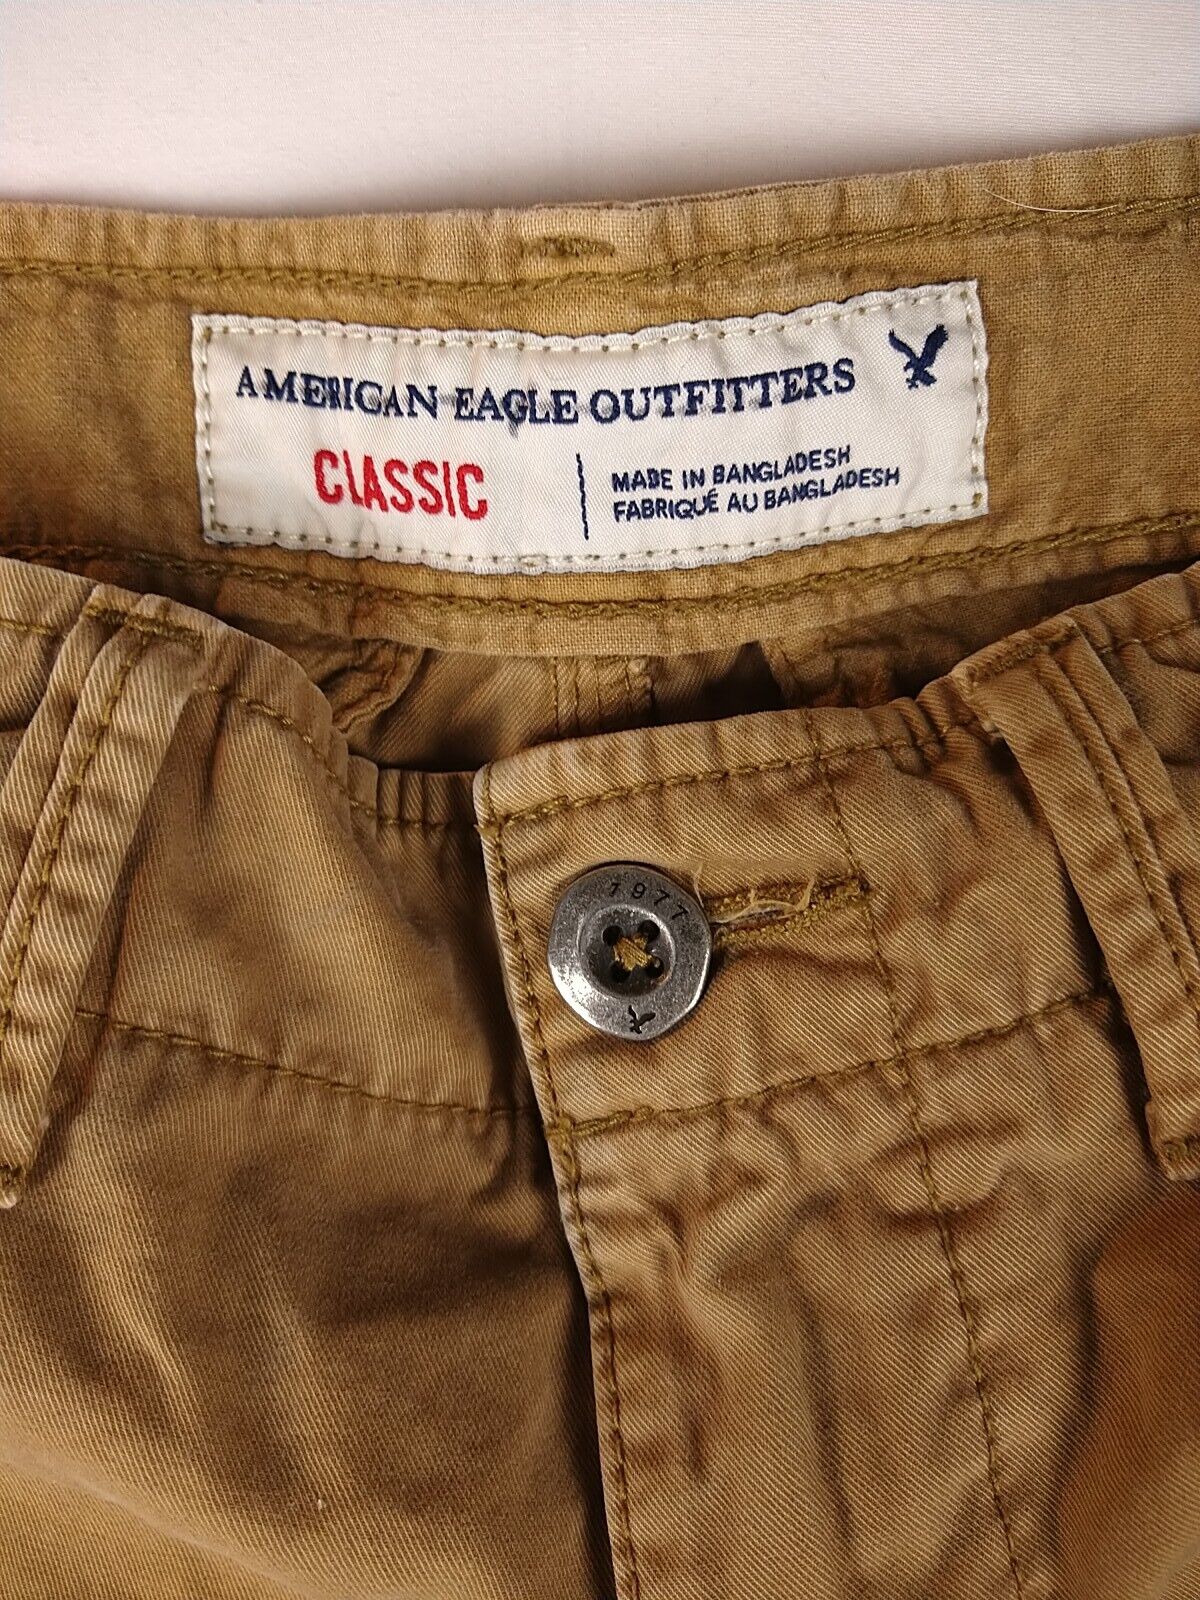 AMERICAN EAGLE OUTFITTERS
CLASSIC
MADE IN BANGLADESH
FABRIQUÉ AU BANGLADESH
1977